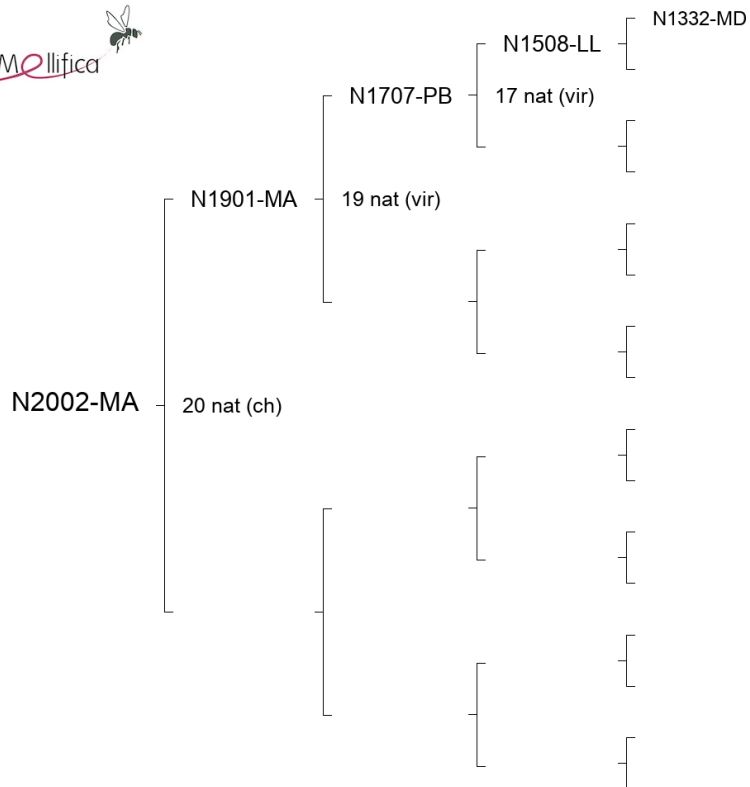 Mellifica
N1332-MD
N1508-LL
N1707-PB
17 nat (vir)
N1901-MA
19 nat (vir)
N2002-MA
20 nat (ch)